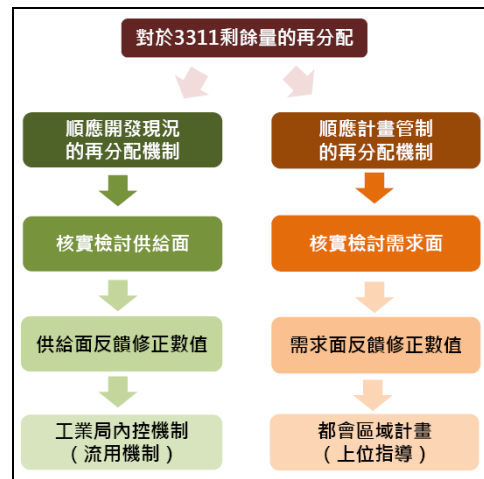 對於3311剩餘量的再分配
順應開發現況
的再分配機制
核實檢討供給面
供給面反饋修正數值
工業局內控機制
（流用機制）
順應計畫管制
的再分配機制
核實檢討需求面
需求面反饋修正數值
都會區域計畫
（上位指導）